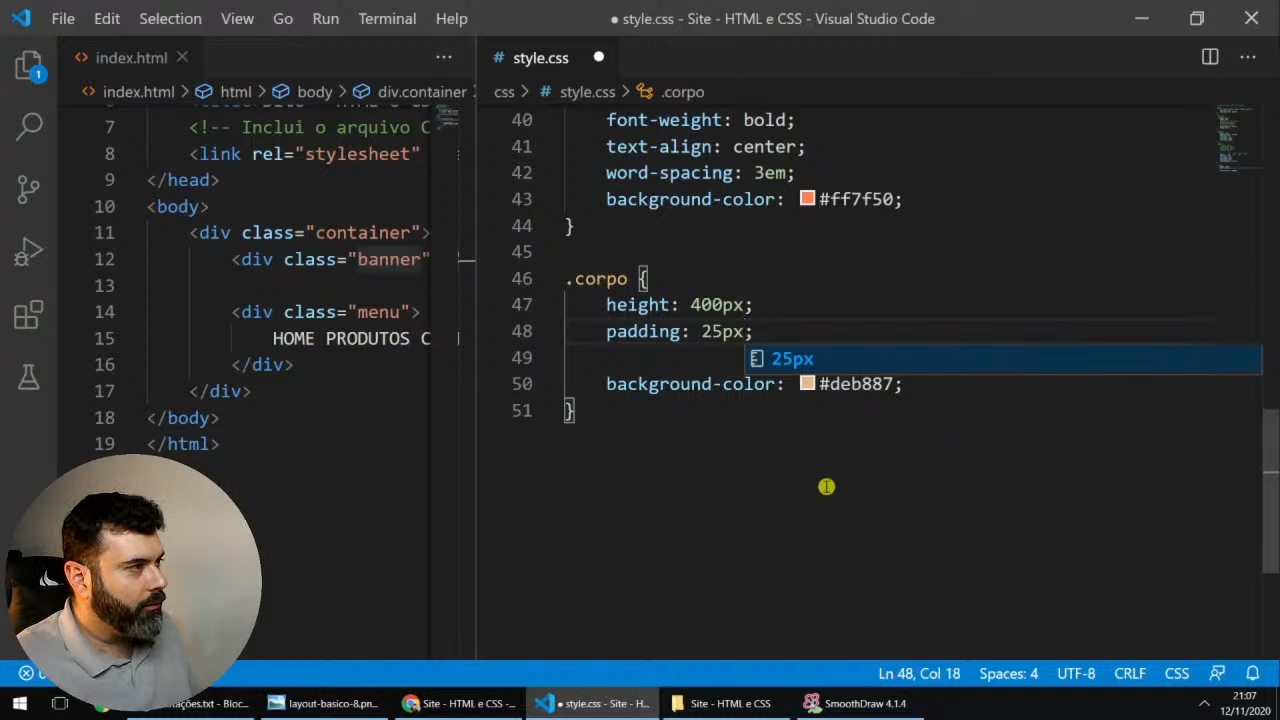 File Edit Selection View Go Run Terminal Help
● style.css - Site - HTML e CSS - Visual Studio Code
index.html
index.html > html > body > div.container
7 <!-- Inclui o arquivo C
8 <link rel="stylesheet"
9 </head>
10 <body>
11 <div class="container">
12 <div class="banner"
13
14 <div class="menu">
15 HOME PRODUTOS C
16 </div>
17 </div>
18 </body>
19 </html>
# style.css
css > # style.css > .corpo
40 font-weight: bold;
41 text-align: center;
42 word-spacing: 3em;
43 background-color: #ff7f50;
44 }
45
46 .corpo {
47 height: 400px;
48 padding: 25px;
25px
49
50 background-color: #deb887;
51 }
1
Ln 48, Col 18 Spaces: 4 UTF-8 CRLF CSS
tações.txt - Bloc...
layout-basico-8.pn...
Site - HTML e CSS -...
● style.css - Site - H...
Site - HTML e CSS
SmoothDraw 4.1.4
21:07
12/11/2020